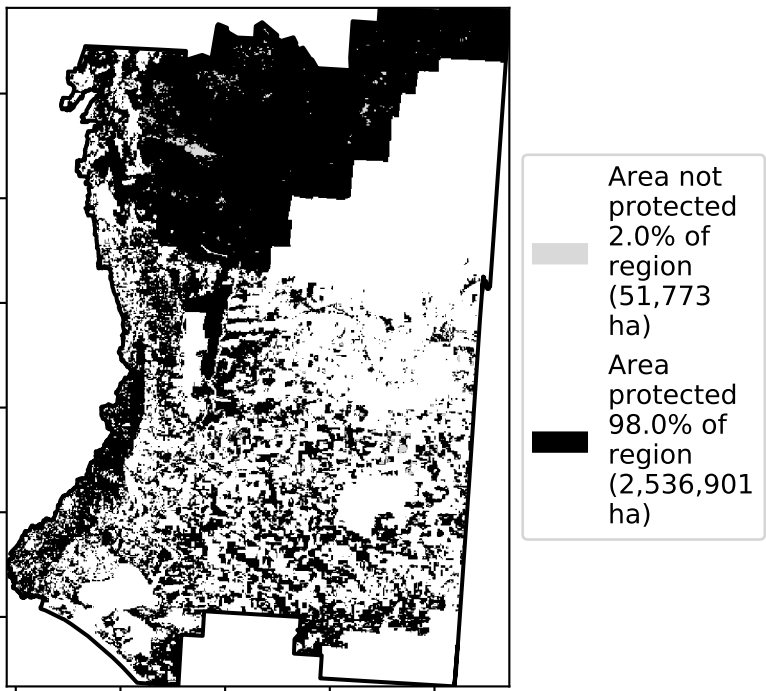 Area not
protected
2.0% of
region
(51,773
ha)
Area
protected
98.0% of
region
(2,536,901
ha)